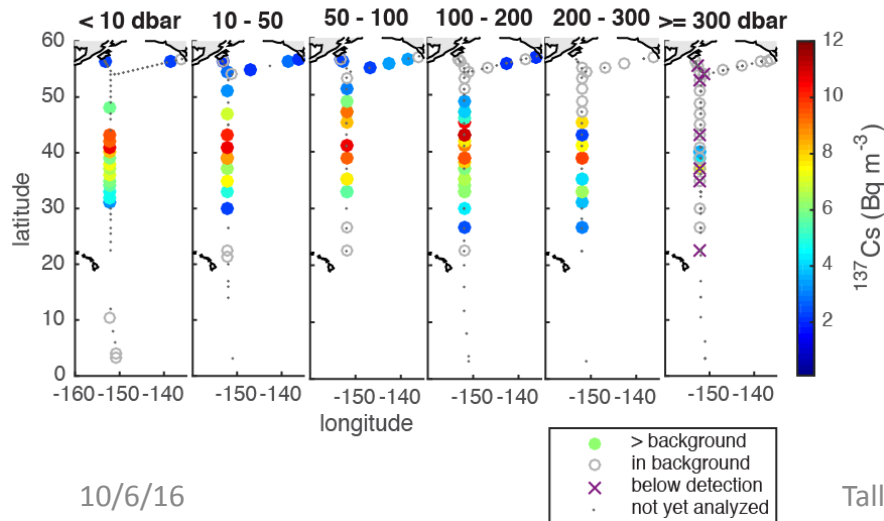 < 10 dbar 10 - 50 50 - 100 100 - 200 200 - 300 >= 300 dbar
60
50
40
30
20
10
0
latitude
-160 -150 -140 -150 -140 -150 -140 -150 -140 -150 -140 -150 -140
longitude
12
10
8
6
4
2
137Cs (Bq m-3)
> background
in background
below detection
not yet analyzed
10/6/16 Tall